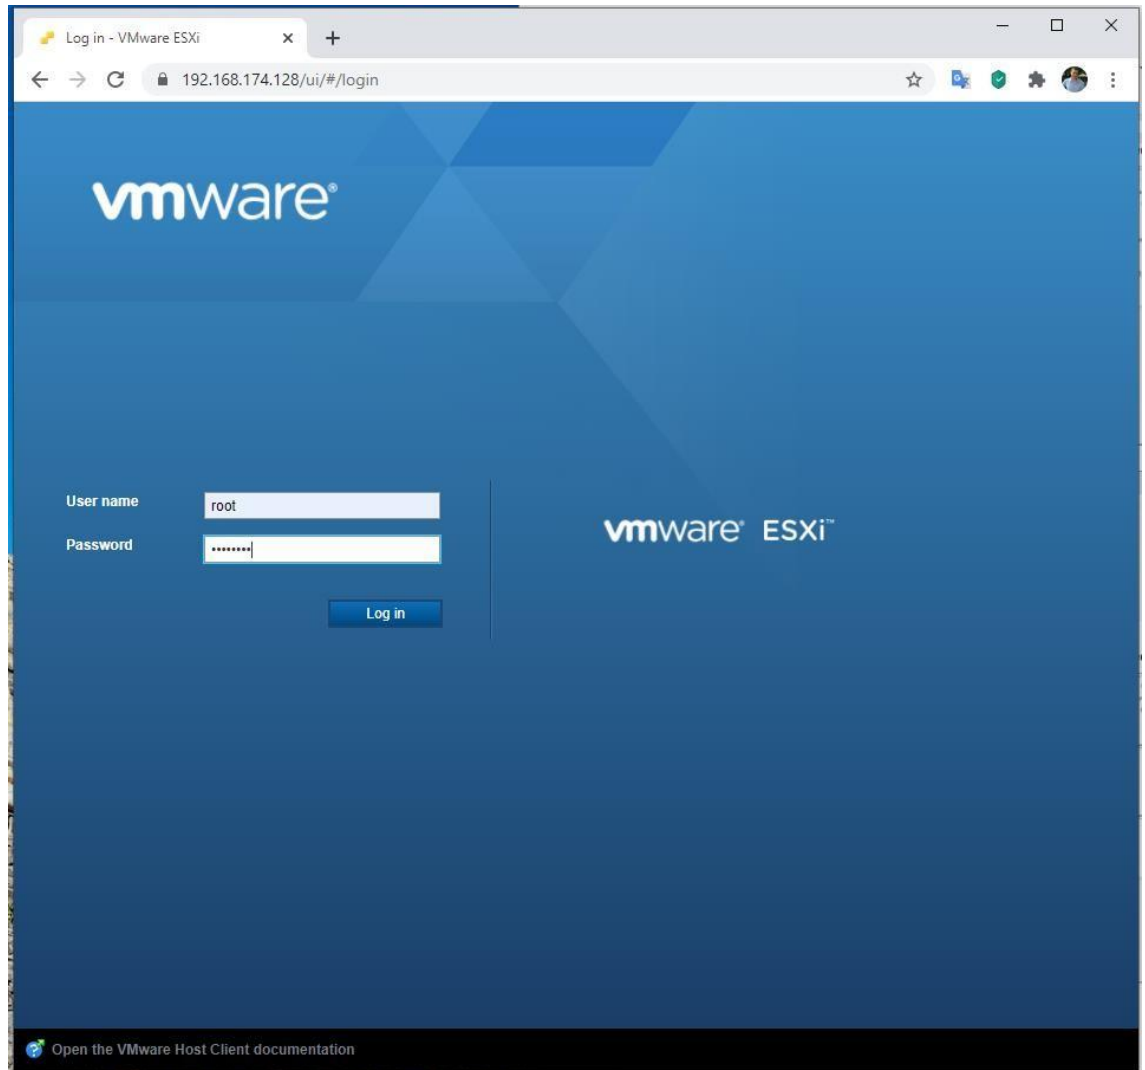 Log in - VMware ESXi
192.168.174.128/ui/#/login
vmware®
User name
root
Password
••••••••
Log in
vmware® ESXi™
Open the VMware Host Client documentation